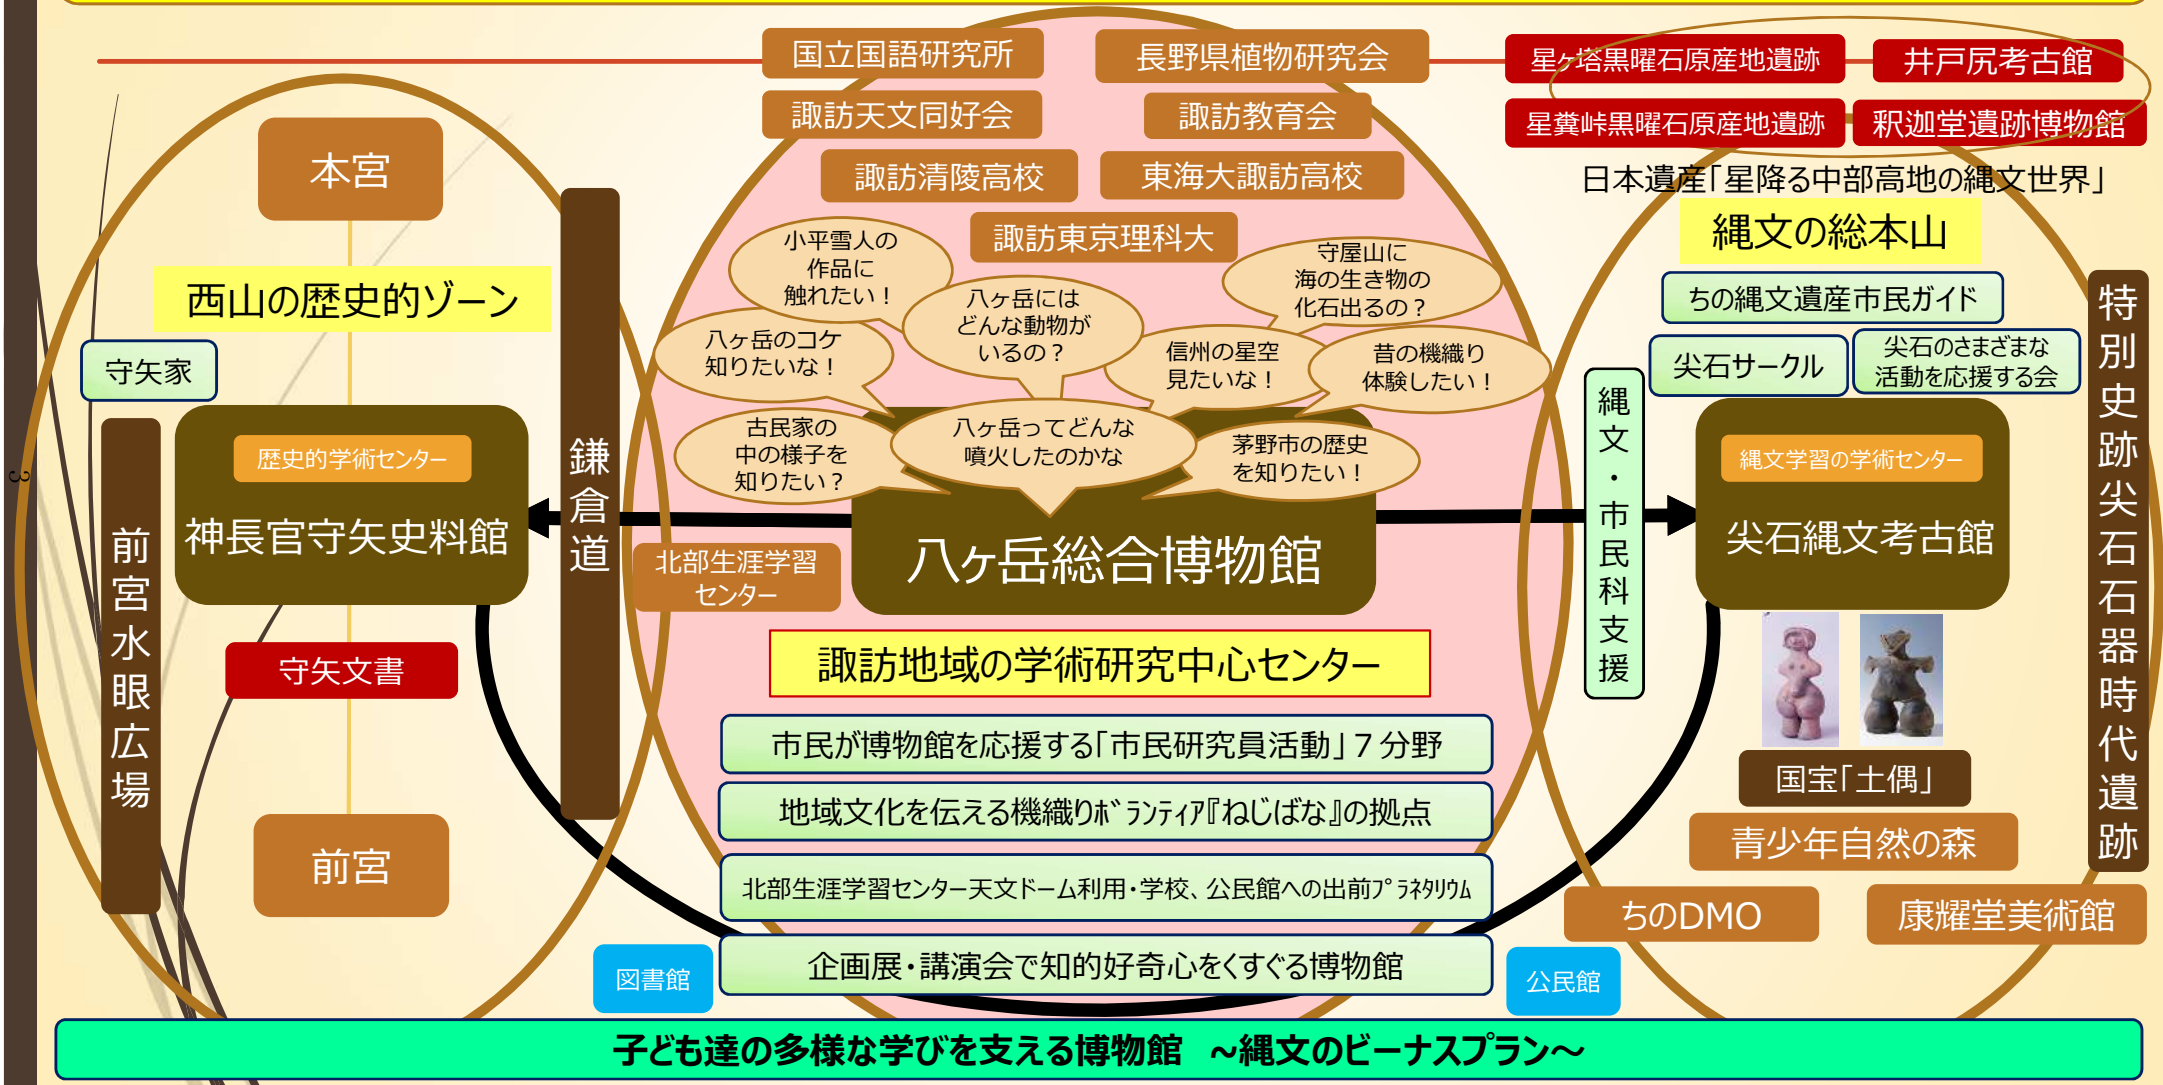 国立国語研究所
長野県植物研究会
星ヶ塔黒曜石原産地遺跡
井戸尻考古館
諏訪天文同好会
諏訪教育会
星糞峠黒曜石原産地遺跡
釈迦堂遺跡博物館
諏訪清陵高校
東海大諏訪高校
日本遺産「星降る中部高地の縄文世界」
諏訪東京理科大
縄文の総本山
本宮
西山の歴史的ゾーン
守矢家
歴史的学術センター
神長官守矢史料館
前宮水眼広場
守矢文書
前宮
鎌倉道
小平雪人の
作品に
触れたい！
八ヶ岳には
どんな動物が
いるの？
守屋山に
海の生き物の
化石出るの？
八ヶ岳のコケ
知りたいな！
信州の星空
見たいな！
昔の機織り
体験したい！
古民家の
中の様子を
知りたい？
八ヶ岳ってどんな
噴火したのかな
茅野市の歴史
を知りたい！
八ヶ岳総合博物館
北部生涯学習
センター
諏訪地域の学術研究中心センター
市民が博物館を応援する「市民研究員活動」７分野
地域文化を伝える機織りﾎﾞﾗﾝﾃｨｱ『ねじばな』の拠点
北部生涯学習センター天文ドーム利用・学校、公民館への出前ﾌﾟﾗﾈﾀﾘｳﾑ
企画展・講演会で知的好奇心をくすぐる博物館
図書館
公民館
縄文・市民科支援
ちの縄文遺産市民ガイド
尖石サークル
尖石のさまざまな
活動を応援する会
縄文学習の学術センター
尖石縄文考古館
国宝「土偶」
青少年自然の森
ちのDMO
康耀堂美術館
特別史跡尖石石器時代遺跡
3
子ども達の多様な学びを支える博物館　~縄文のビーナスプラン～